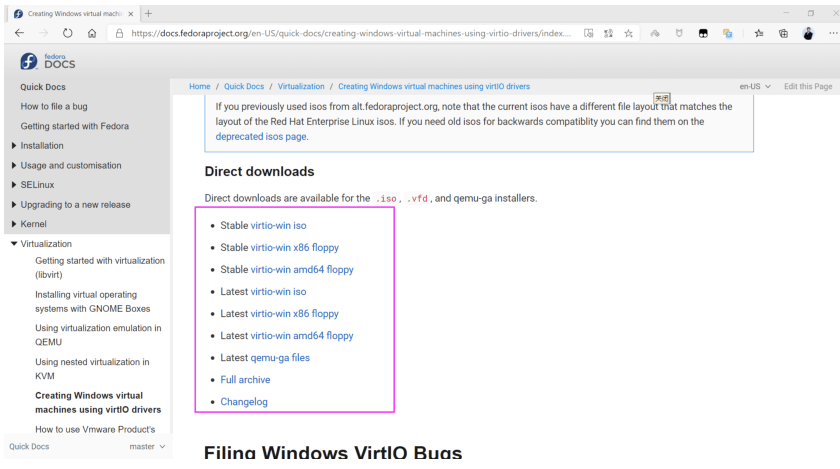 Creating Windows virtual machin
https://docs.fedoraproject.org/en-US/quick-docs/creating-windows-virtual-machines-using-virtio-drivers/index....
fedora
DOCS
Quick Docs
Home / Quick Docs / Virtualization / Creating Windows virtual machines using virtIO drivers
en-US
Edit this Page
关闭
How to file a bug
Getting started with Fedora
Installation
Usage and customisation
SELinux
Upgrading to a new release
Kernel
Virtualization
Getting started with virtualization
(libvirt)
Installing virtual operating
systems with GNOME Boxes
Using virtualization emulation in
QEMU
Using nested virtualization in
KVM
Creating Windows virtual
machines using virtIO drivers
How to use Vmware Product's
Quick Docs
master
If you previously used isos from alt.fedoraproject.org, note that the current isos have a different file layout that matches the
layout of the Red Hat Enterprise Linux isos. If you need old isos for backwards compatiblity you can find them on the
deprecated isos page.
Direct downloads
Direct downloads are available for the .iso, .vfd, and qemu-ga installers.
Stable virtio-win iso
Stable virtio-win x86 floppy
Stable virtio-win amd64 floppy
Latest virtio-win iso
Latest virtio-win x86 floppy
Latest virtio-win amd64 floppy
Latest qemu-ga files
Full archive
Changelog
Filing Windows VirtIO Bugs